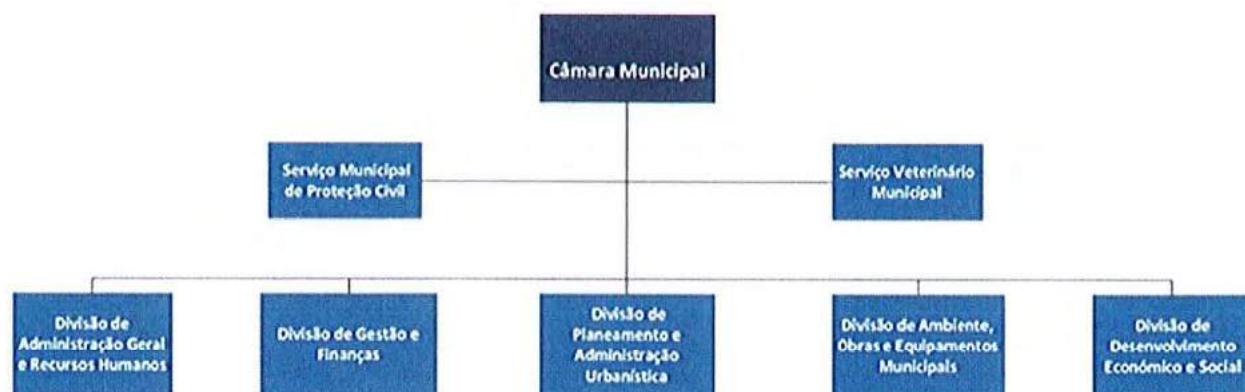 Câmara Municipal
Serviço Municipal
de Proteção Civil
Serviço Veterinário
Municipal
Divisão de
Administração Geral
e Recursos Humanos
Divisão de Gestão e
Finanças
Divisão de
Planeamento e
Administração
Urbanística
Divisão de Ambiente,
Obras e Equipamentos
Municipais
Divisão de
Desenvolvimento
Económico e Social